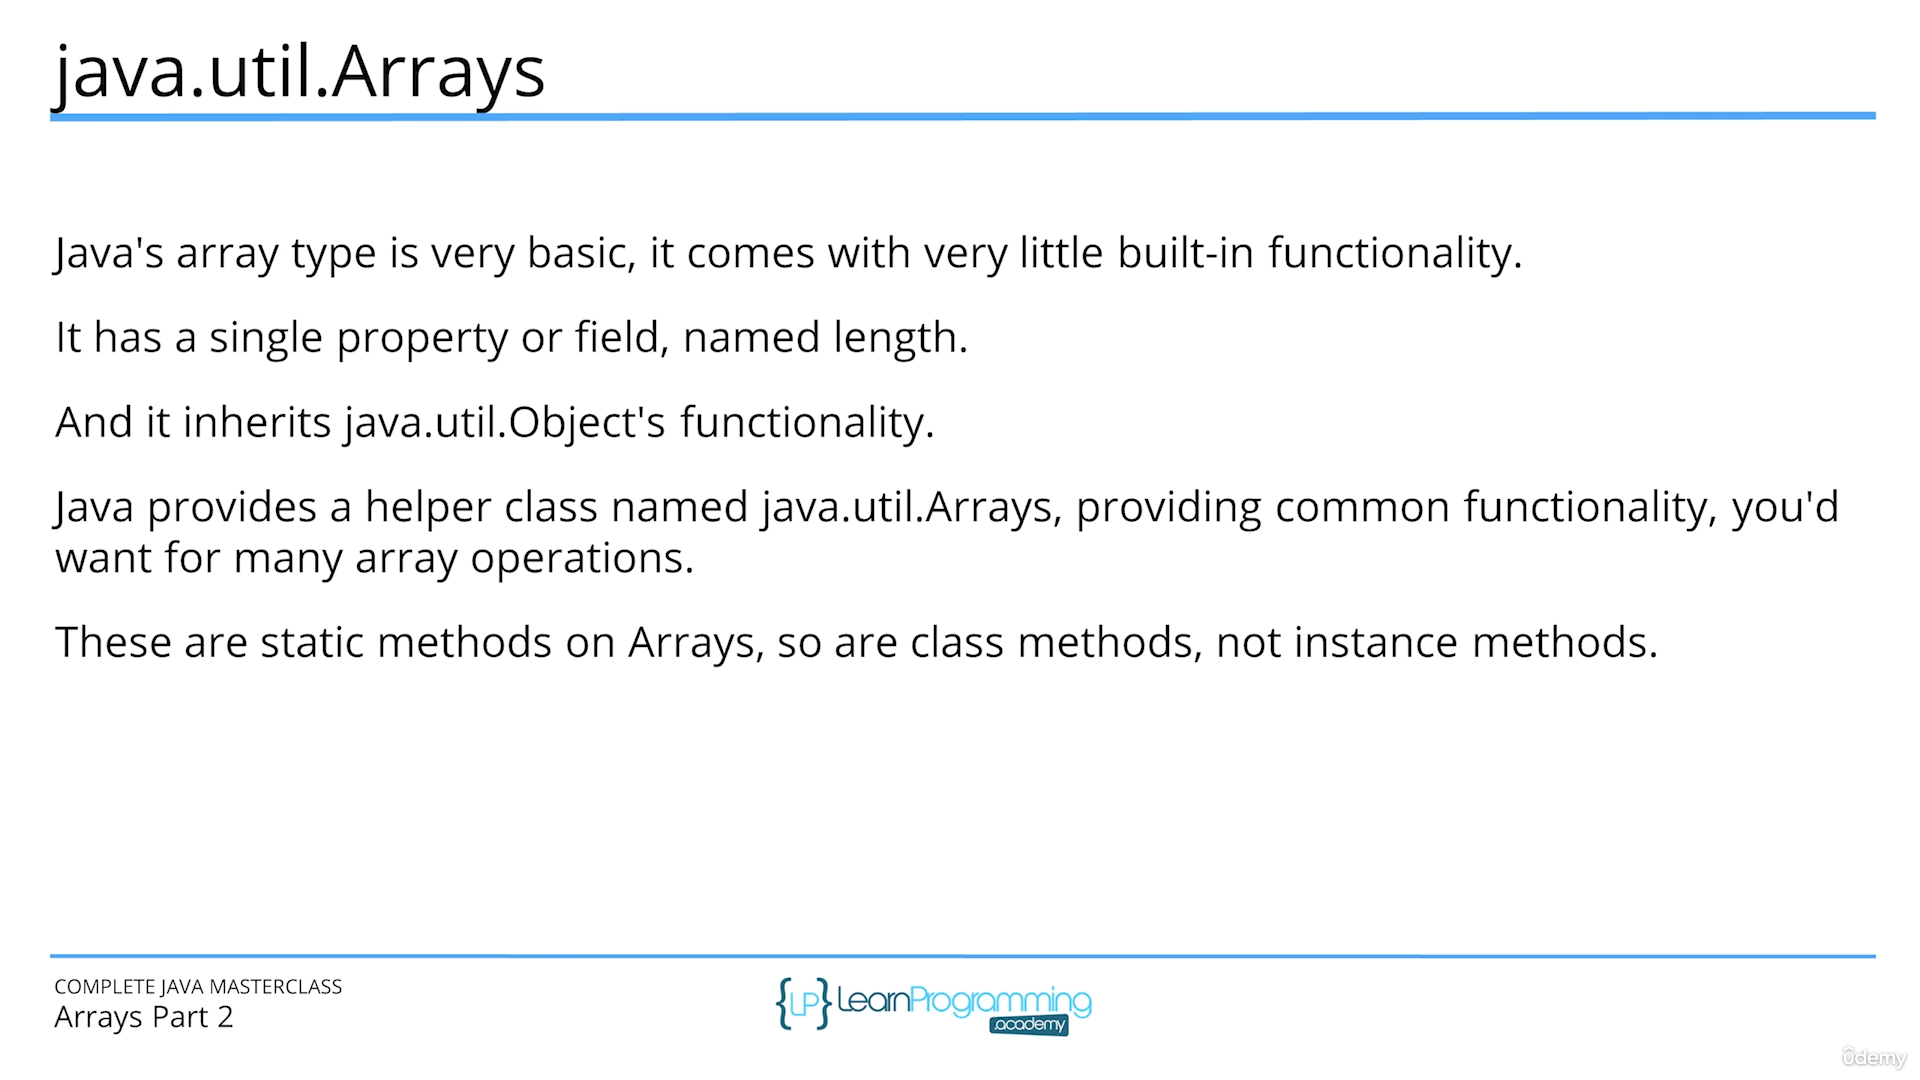 java.util.Arrays
Java's array type is very basic, it comes with very little built-in functionality.
It has a single property or field, named length.
And it inherits java.util.Object's functionality.
Java provides a helper class named java.util.Arrays, providing common functionality, you'd
want for many array operations.
These are static methods on Arrays, so are class methods, not instance methods.
COMPLETE JAVA MASTERCLASS
Arrays Part 2
{LP} LearnProgramming
.academy
udemy